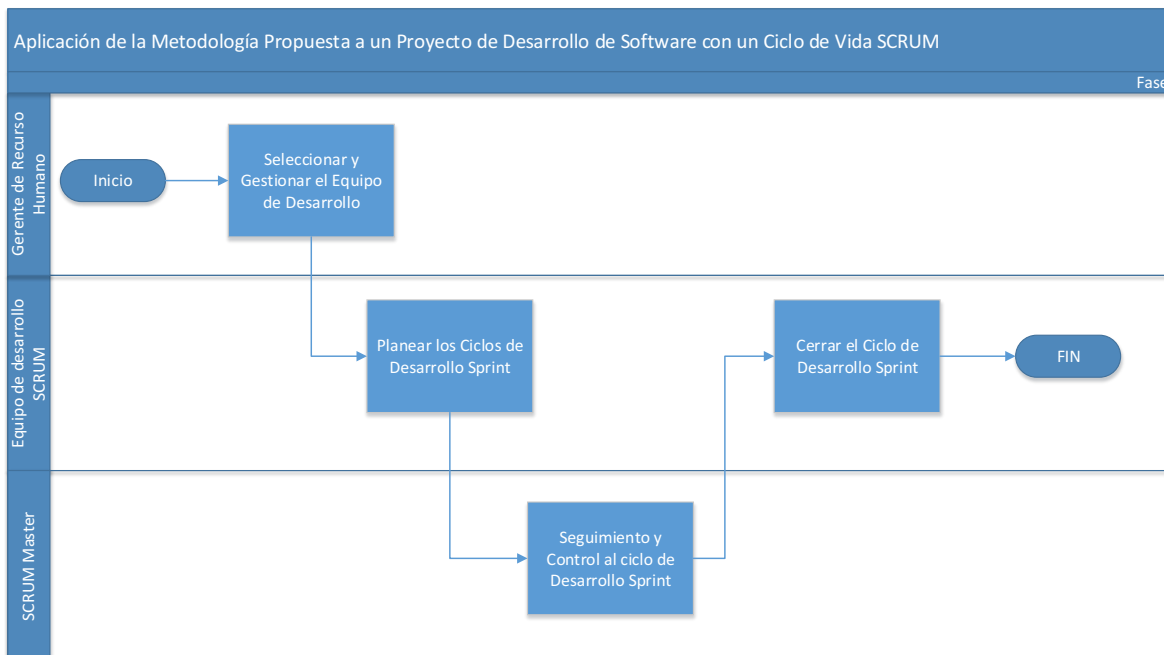 Aplicación de la Metodología Propuesta a un Proyecto de Desarrollo de Software con un Ciclo de Vida SCRUM
Fase
Gerente de Recurso
Humano
Inicio
Seleccionar y
Gestionar el Equipo
de Desarrollo
Equipo de desarrollo
SCRUM
Planear los Ciclos de
Desarrollo Sprint
Cerrar el Ciclo de
Desarrollo Sprint
FIN
SCRUM Master
Seguimiento y
Control al ciclo de
Desarrollo Sprint